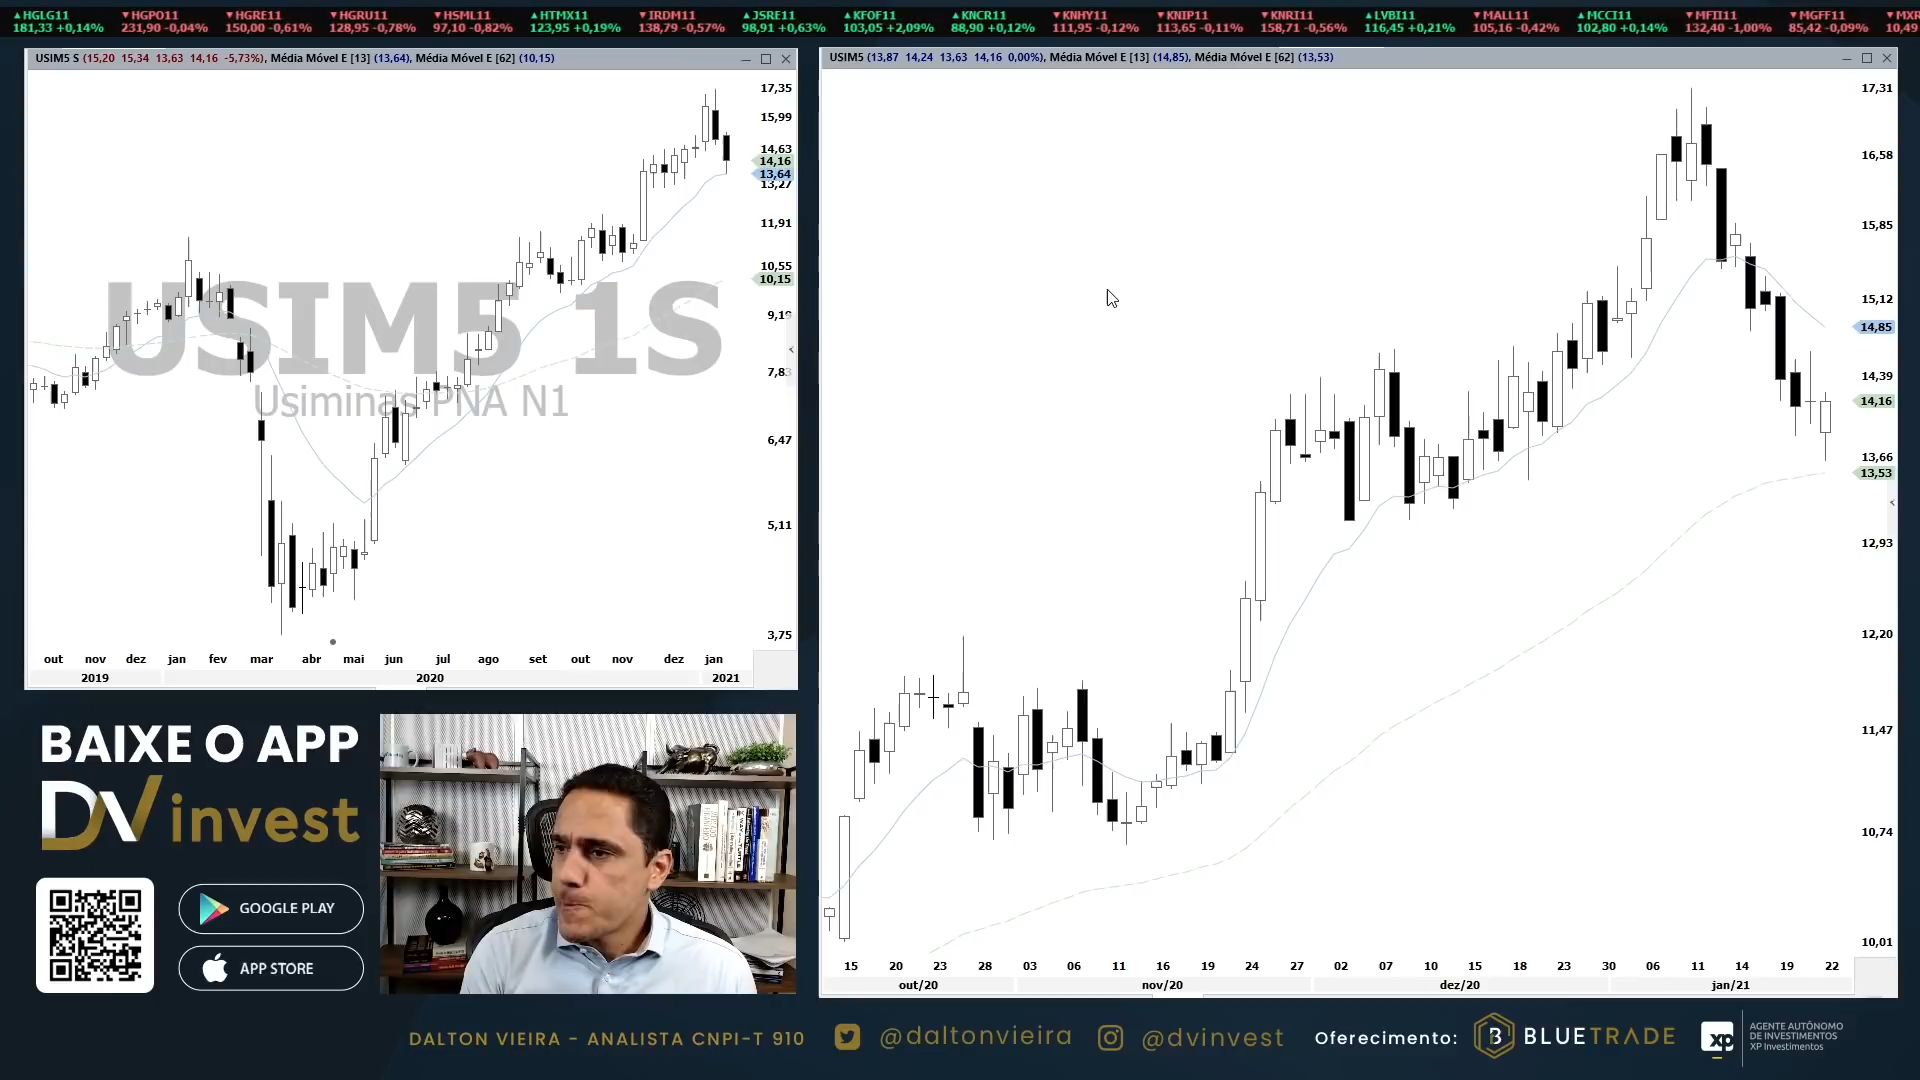 ▲HGLG11 ▼HGPO11 ▼HGRE11 ▼HGRU11 ▼HSML11 ▲HTMX11 ▼IRDM11 ▲JSRE11 ▲KFOF11 ▲KNCR11 ▼KNHY11 ▼KNIP11 ▼KNRI11 ▲LVBI11 ▼MALL11 ▲MCCI11 ▼MFII11 ▼MGFF11 ▼MXR
181,33 +0,14% 231,90 -0,04% 150,00 -0,61% 128,95 -0,78% 97,10 -0,82% 123,95 +0,19% 138,79 -0,57% 98,91 +0,63% 103,05 +2,09% 88,90 +0,12% 111,95 -0,12% 113,65 -0,11% 158,71 -0,56% 116,45 +0,21% 105,16 -0,42% 102,80 +0,14% 132,40 -1,00% 85,42 -0,09% 10,49
USIM5 S (15,20 15,34 13,63 14,16 -5,73%), Média Móvel E [13] (13,64), Média Móvel E [62] (10,15)
17,35
15,99
14,63
14,16
13,64
13,27
11,91
10,55
10,15
9,19
7,83
6,47
5,11
3,75
USIM5 1S
Usiminas PNA N1
out nov dez jan fev mar abr mai jun jul ago set out nov dez jan
2019 2020 2021
USIM5 (13,87 14,24 13,63 14,16 0,00%), Média Móvel E [13] (14,85), Média Móvel E [62] (13,53)
17,31
16,58
15,85
15,12
14,85
14,39
14,16
13,66
13,53
12,93
12,20
11,47
10,74
10,01
15 20 23 28 03 06 11 16 19 24 27 02 07 10 15 18 23 30 06 11 14 19 22
out/20 nov/20 dez/20 jan/21
BAIXE O APP
DVinvest
GOOGLE PLAY
APP STORE
DALTON VIEIRA - ANALISTA CNPI-T 910 @daltonvieira @dvinvest Oferecimento: BLUETRADE xp
AGENTE AUTÔNOMO
DE INVESTIMENTOS
XP Investimentos